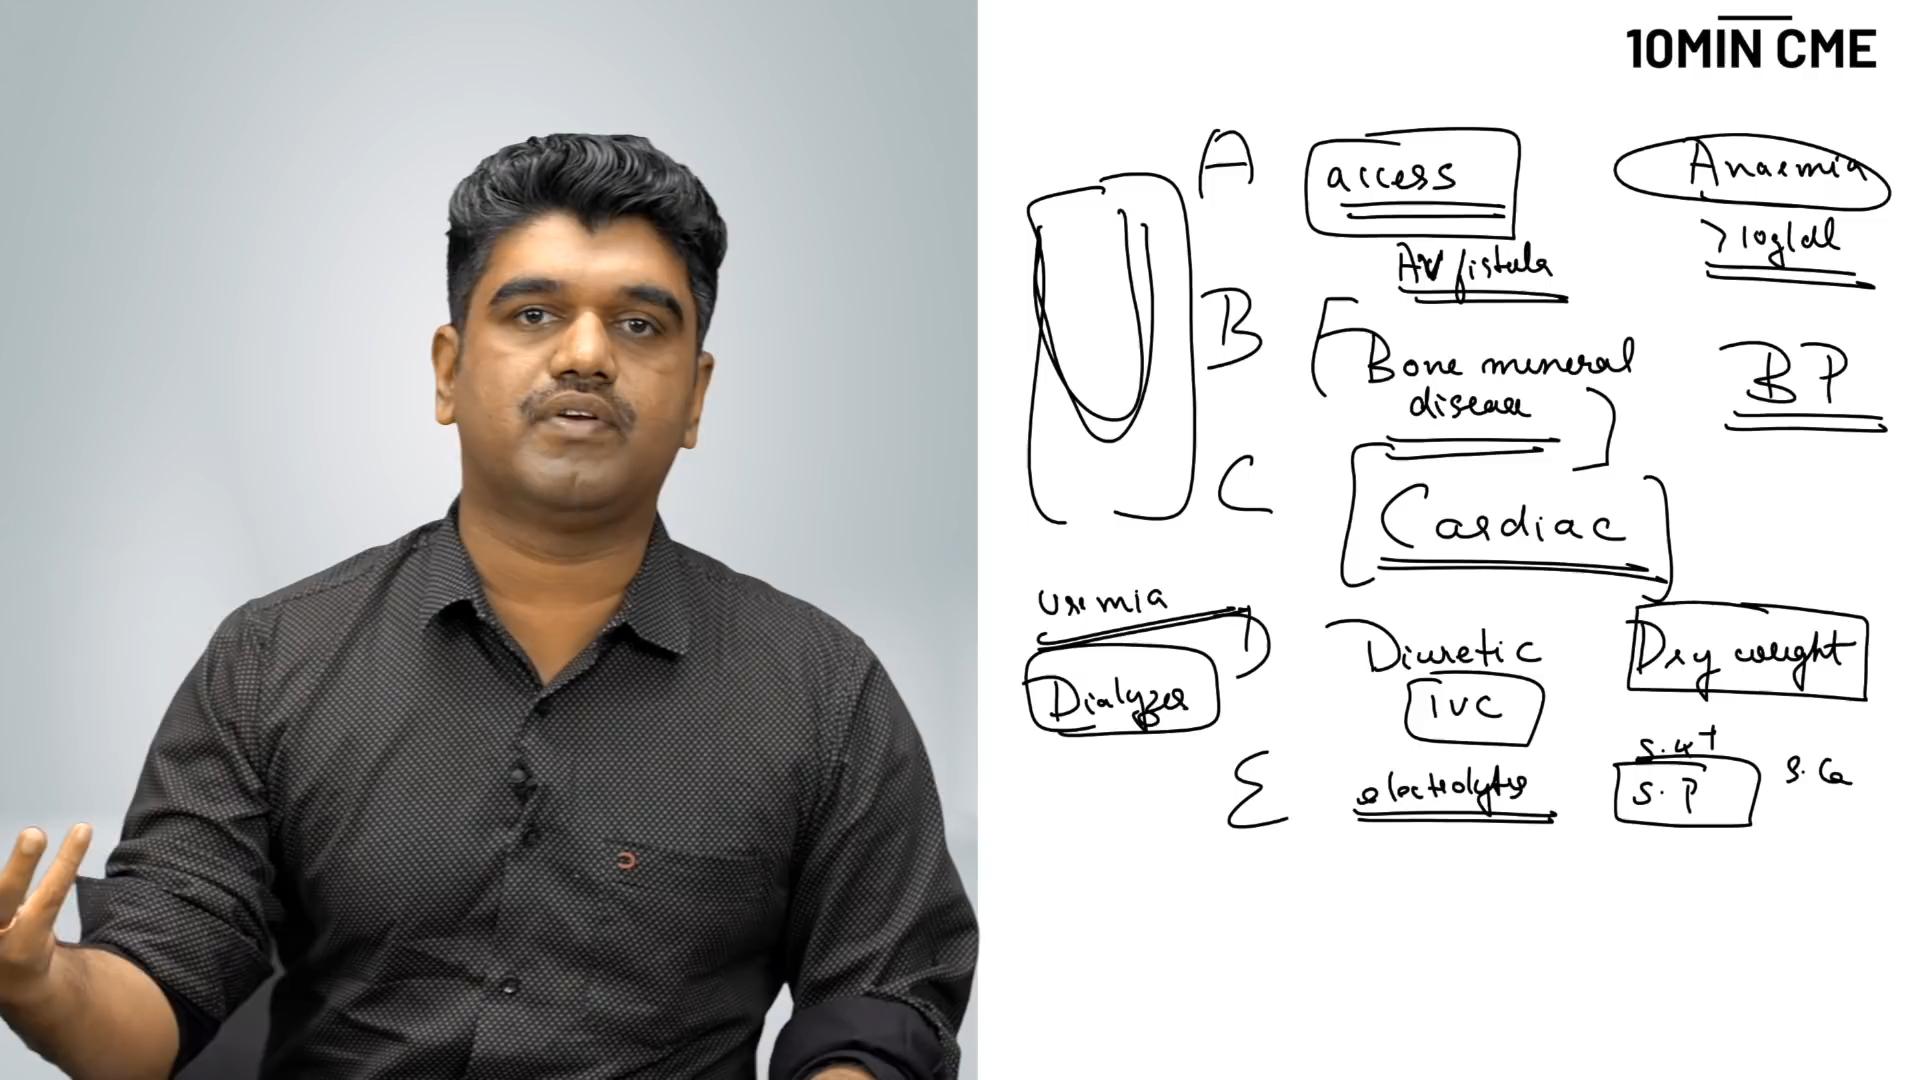 10MIN CME
A access Anaemia
AV fistula >10g/dl
B Bone mineral BP
disease
C Cardiac
uremia
D Diuretic Dry weight
Dialyzer IVC
S.K+
E electrolytes S.P S.Ca